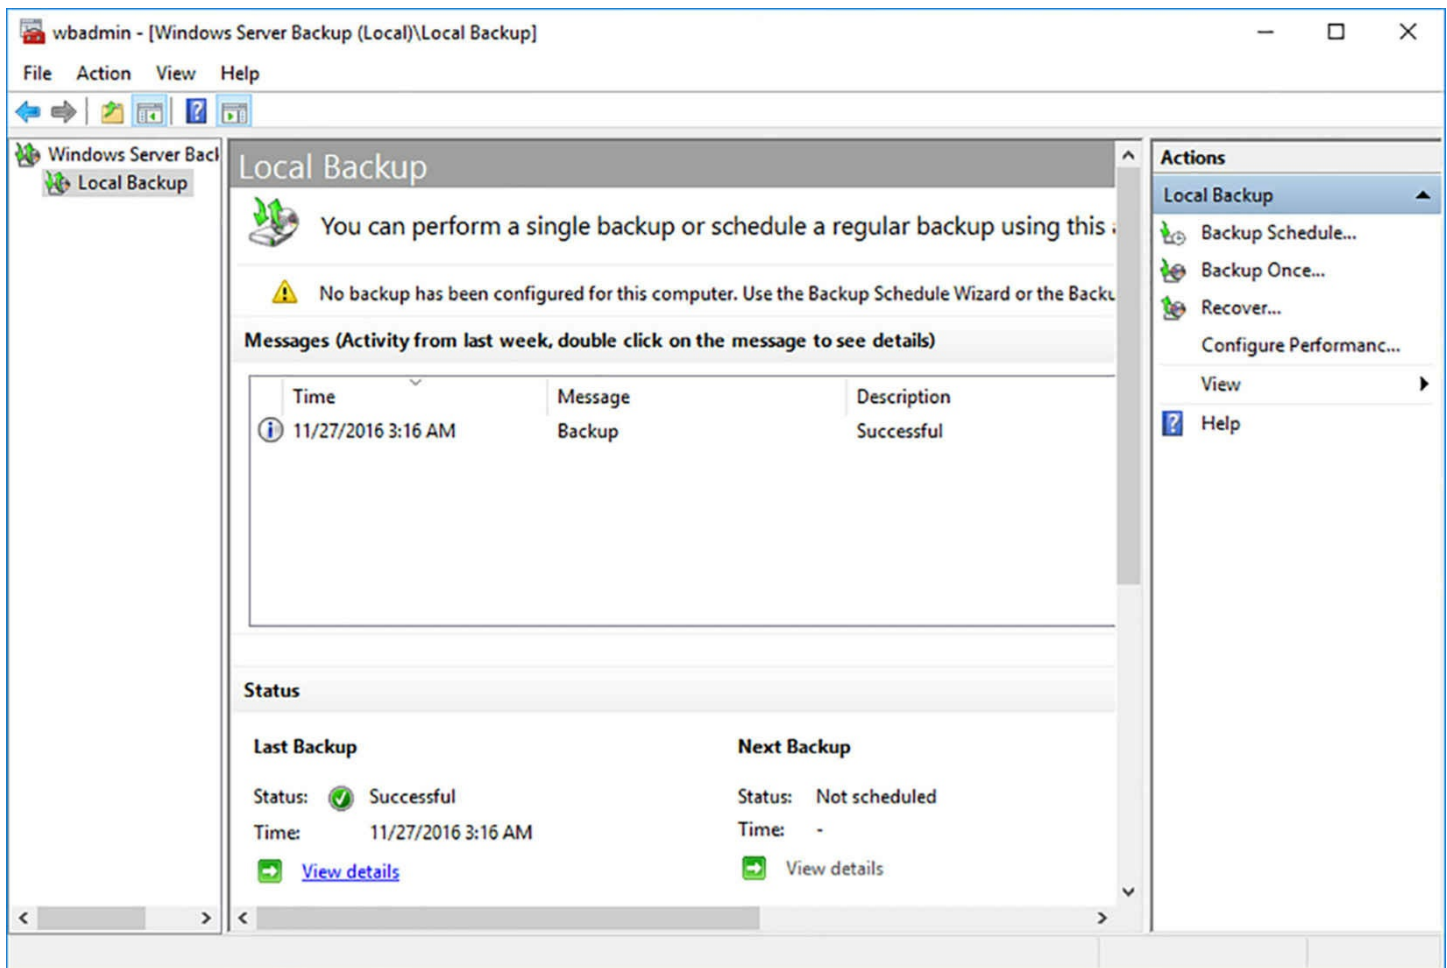 wbadmin - [Windows Server Backup (Local)\Local Backup]
File Action View Help
Windows Server Back
Local Backup
Local Backup
You can perform a single backup or schedule a regular backup using this a
No backup has been configured for this computer. Use the Backup Schedule Wizard or the Backu
Messages (Activity from last week, double click on the message to see details)
Time Message Description
11/27/2016 3:16 AM Backup Successful
Status
Last Backup Next Backup
Status: Successful Status: Not scheduled
Time: 11/27/2016 3:16 AM Time: -
View details View details
Actions
Local Backup
Backup Schedule...
Backup Once...
Recover...
Configure Performanc...
View
Help